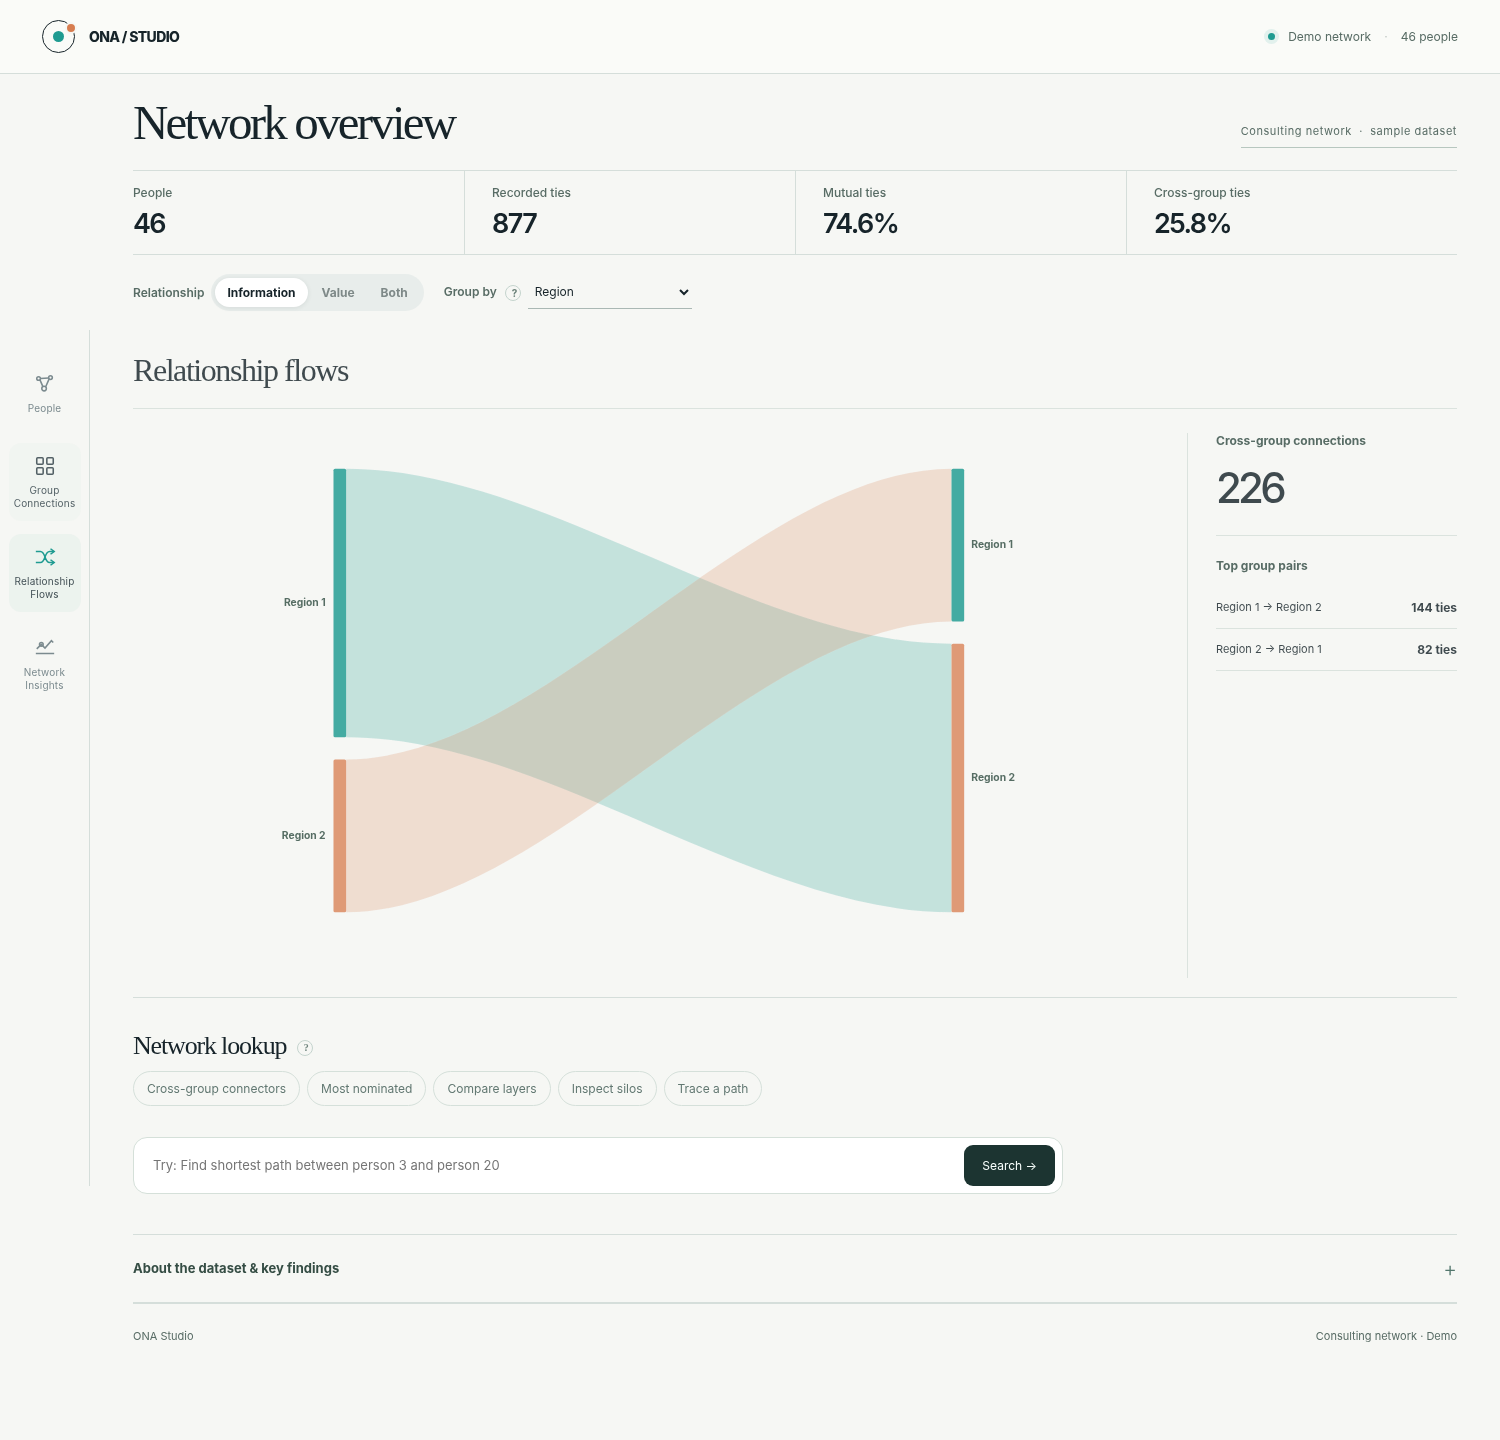 ONA / STUDIO
Demo network · 46 people
Network overview
Consulting network · sample dataset
People
46
Recorded ties
877
Mutual ties
74.6%
Cross-group ties
25.8%
Relationship
Information
Value
Both
Group by ?
Region
People
Group
Connections
Relationship
Flows
Network
Insights
Relationship flows
Region 1
Region 2
Region 1
Region 2
Cross-group connections
226
Top group pairs
Region 1 → Region 2 144 ties
Region 2 → Region 1 82 ties
Network lookup ?
Cross-group connectors
Most nominated
Compare layers
Inspect silos
Trace a path
Try: Find shortest path between person 3 and person 20
Search →
About the dataset & key findings +
ONA Studio
Consulting network · Demo